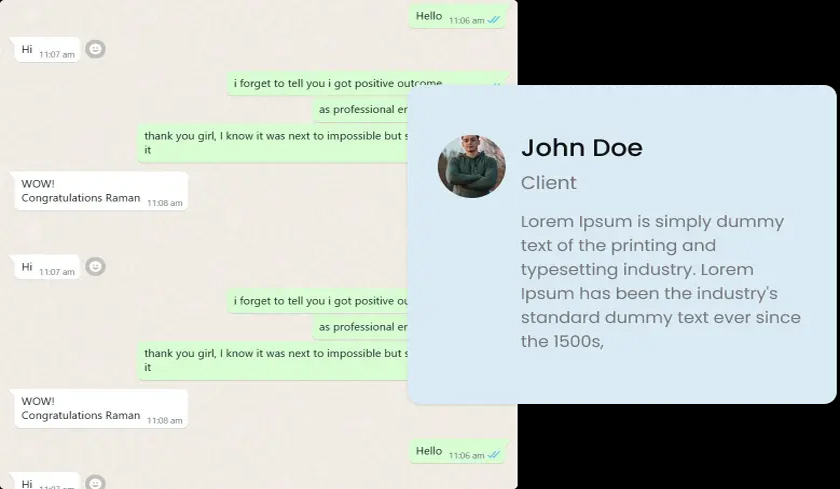 Hello 11:06 am
Hi 11:07 am
i forget to tell you i got positive outcome
as professional
thank you girl, I know it was next to impossible but
it
WOW!
Congratulations Raman 11:08 am
Hi 11:07 am
i forget to tell you i got positive
as professional
thank you girl, I know it was next to impossible but
it
WOW!
Congratulations Raman 11:08 am
Hello 11:06 am
Hi 11:07 am
John Doe
Client
Lorem Ipsum is simply dummy
text of the printing and
typesetting industry. Lorem
Ipsum has been the industry's
standard dummy text ever since
the 1500s,